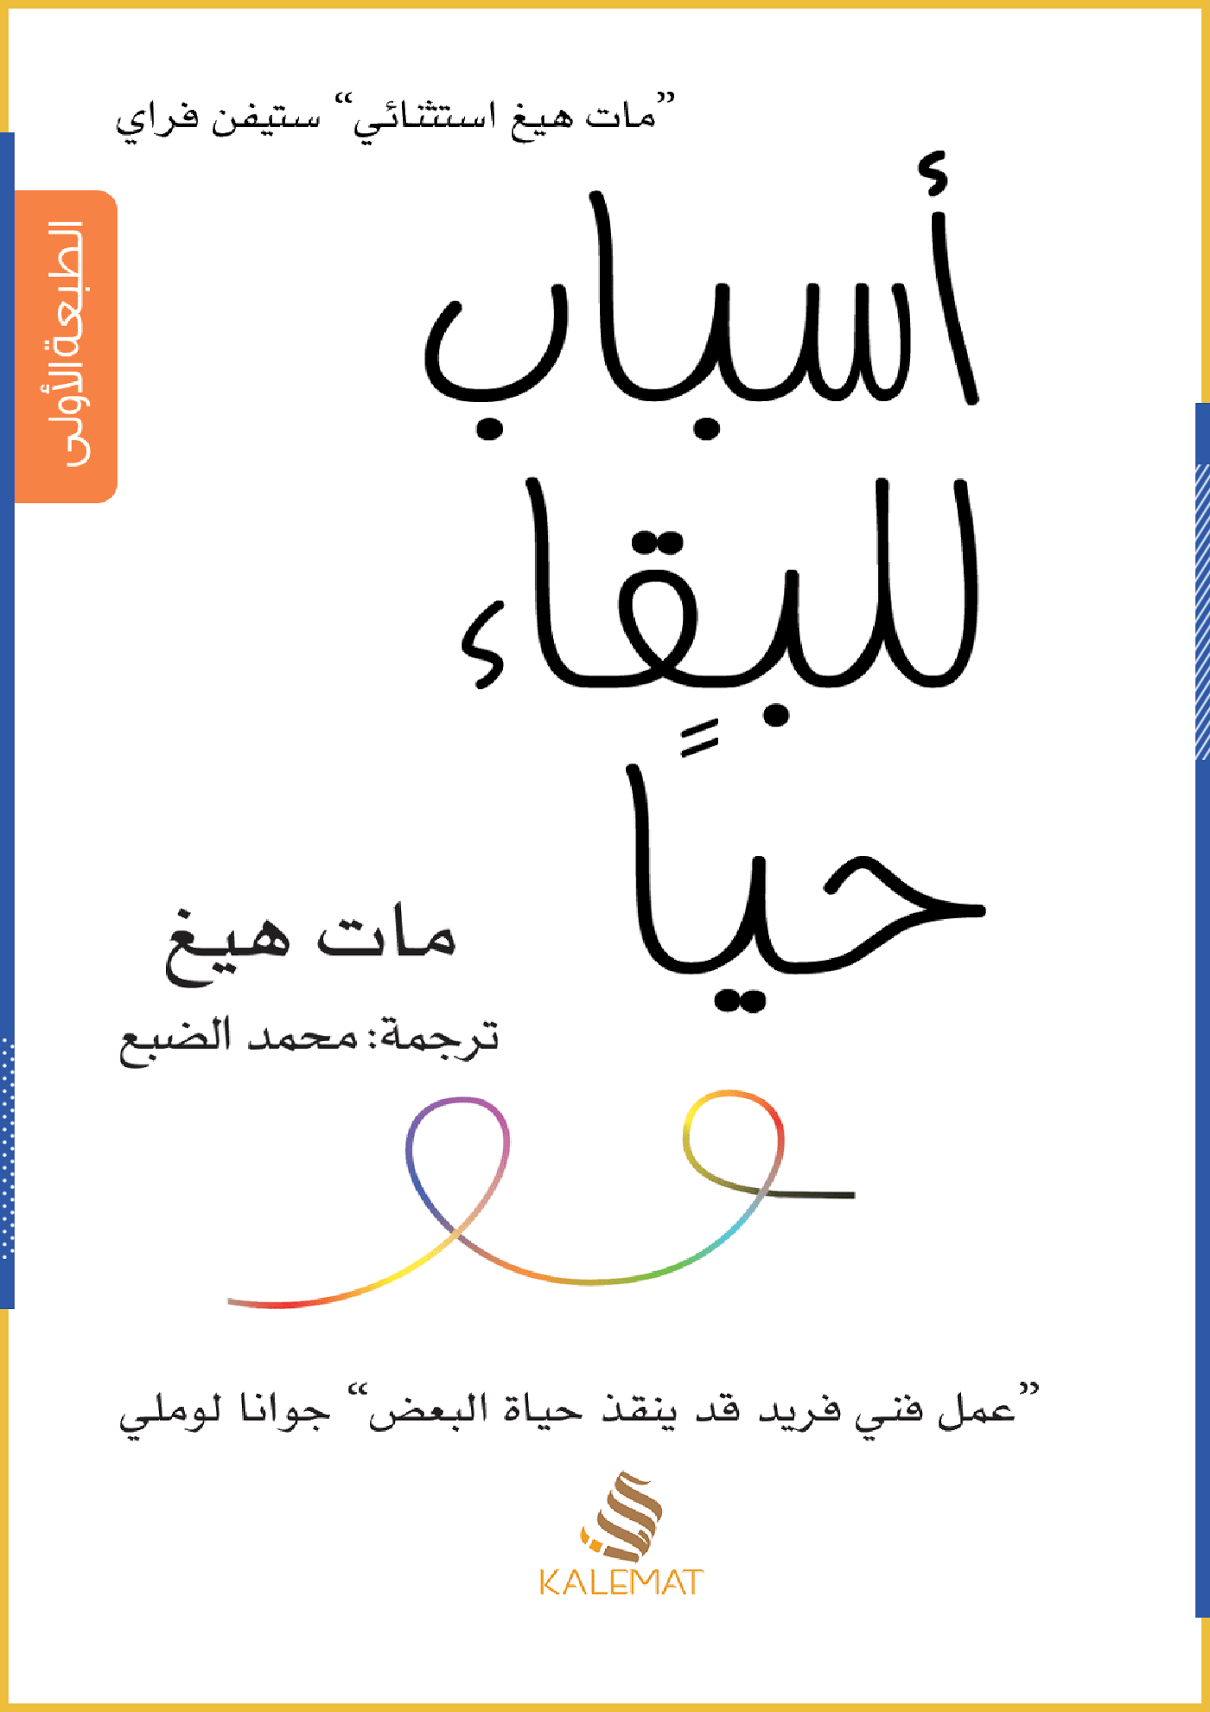 ”مات هيغ استثنائي“ ستيفن فراي
الطبعة الأولى
أسباب
للبقاء
حياً
مات هيغ
ترجمة: محمد الضبع
”عمل فني فريد قد ينقذ حياة البعض“ جوانا لوملي
KALEMAT